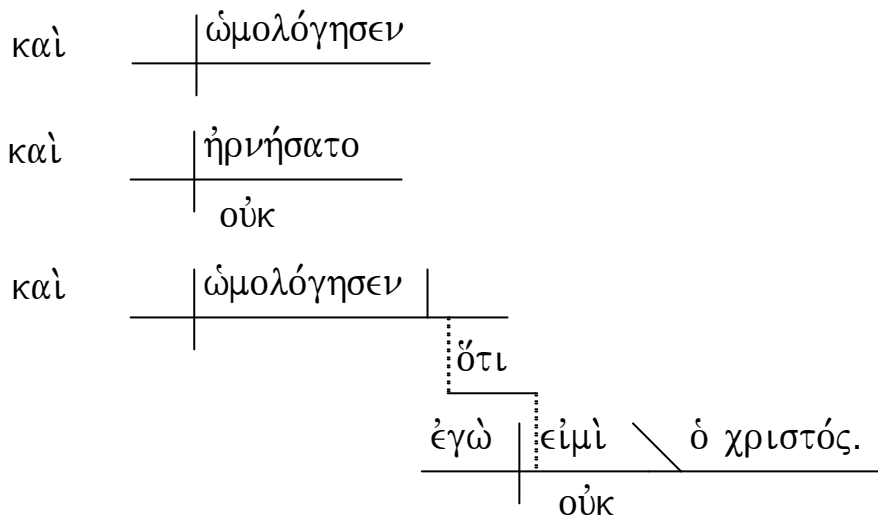 καὶ ὡμολόγησεν
καὶ ἠρνήσατο
οὐκ
καὶ ὡμολόγησεν
ὅτι
ἐγὼ εἰμὶ ὁ χριστός.
οὐκ